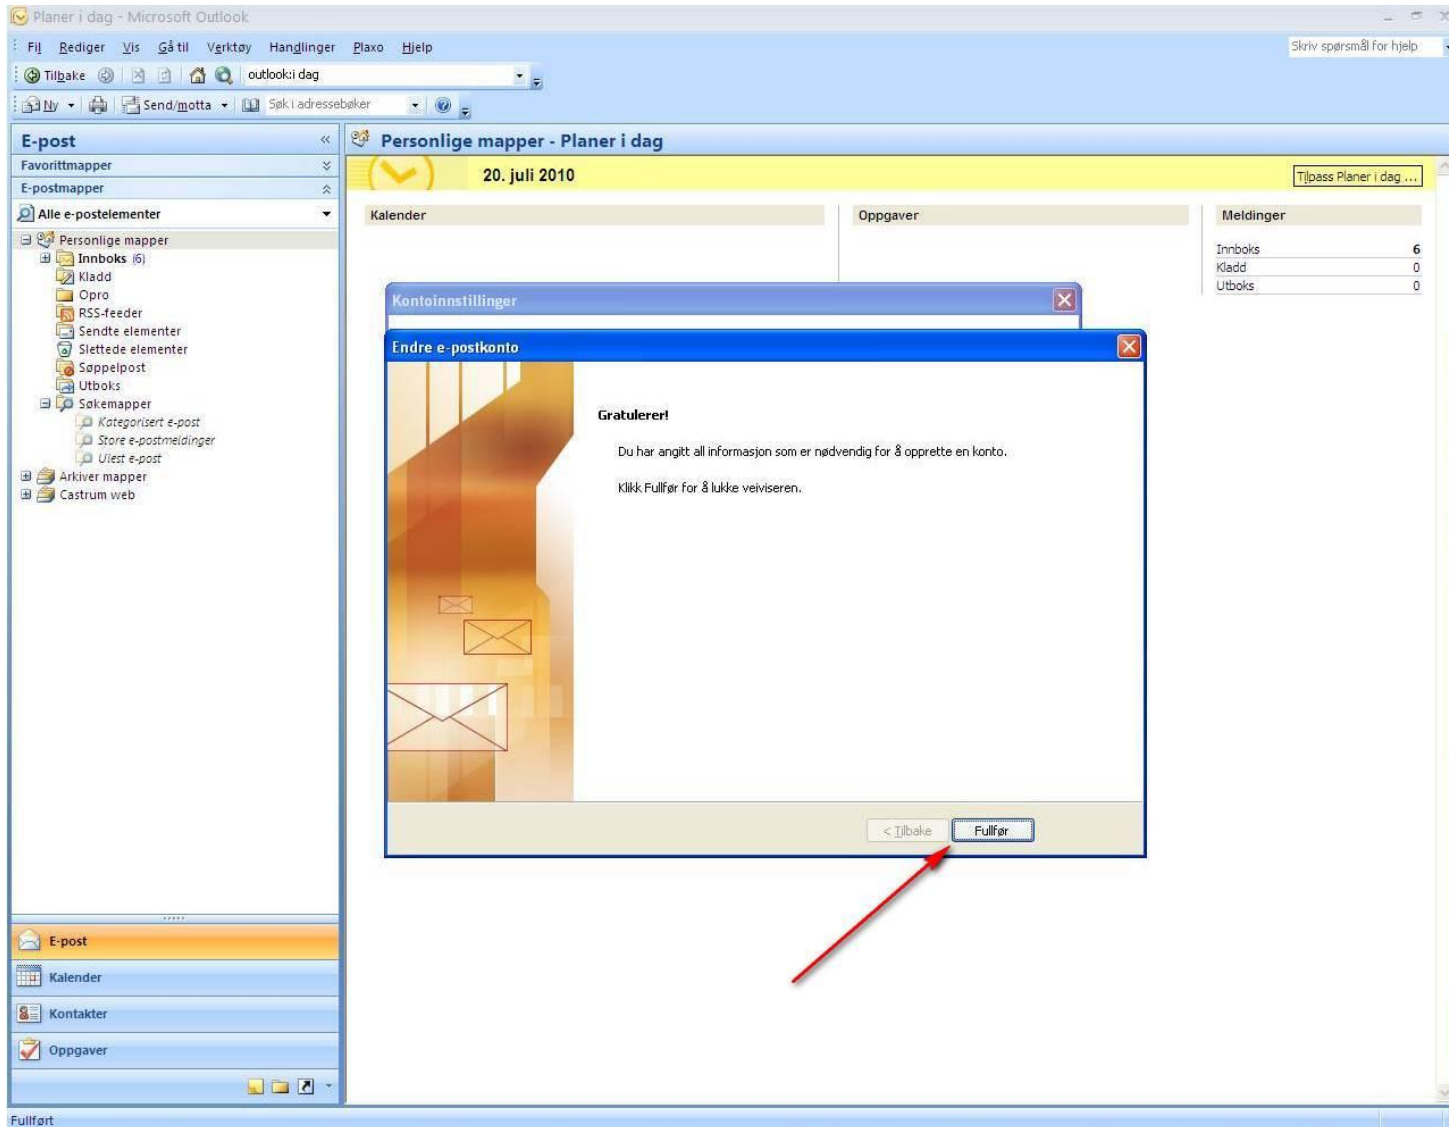 Planer i dag - Microsoft Outlook
Fil Rediger Vis Gå til Verktøy Handlinger Plaxo Hjelp
Skriv spørsmål for hjelp
Tilbake outlook:i dag
Ny Send/motta Søk i adressebøker
E-post
Personlige mapper - Planer i dag
Favorittmapper
E-postmapper
Alle e-postelementer
Personlige mapper
Innboks (6)
Kladd
Opro
RSS-feeder
Sendte elementer
Slettede elementer
Søppelpost
Utboks
Søkemapper
Kategorisert e-post
Store e-postmeldinger
Ulest e-post
Arkiver mapper
Castrum web
20. juli 2010
Tilpass Planer i dag ...
Kalender
Oppgaver
Meldinger
Innboks 6
Kladd 0
Utboks 0
Kontoinnstillinger
Endre e-postkonto
Gratulerer!
Du har angitt all informasjon som er nødvendig for å opprette en konto.
Klikk Fullfør for å lukke veiviseren.
< Tilbake Fullfør
E-post
Kalender
Kontakter
Oppgaver
Fullført